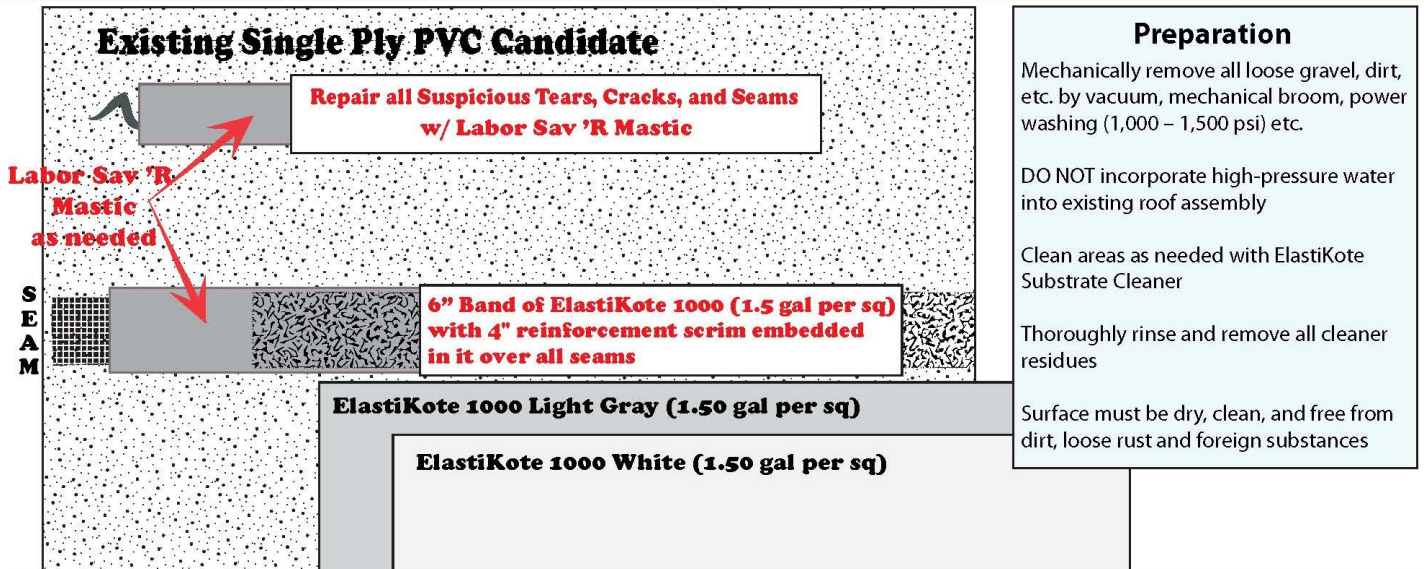 Existing Single Ply PVC Candidate
Repair all Suspicious Tears, Cracks, and Seams
w/ Labor Sav ’R Mastic
Labor Sav ’R
Mastic
as needed
S
E
A
M
6” Band of ElastiKote 1000 (1.5 gal per sq)
with 4" reinforcement scrim embedded
in it over all seams
ElastiKote 1000 Light Gray (1.50 gal per sq)
ElastiKote 1000 White (1.50 gal per sq)
Preparation
Mechanically remove all loose gravel, dirt,
etc. by vacuum, mechanical broom, power
washing (1,000 – 1,500 psi) etc.
DO NOT incorporate high-pressure water
into existing roof assembly
Clean areas as needed with ElastiKote
Substrate Cleaner
Thoroughly rinse and remove all cleaner
residues
Surface must be dry, clean, and free from
dirt, loose rust and foreign substances